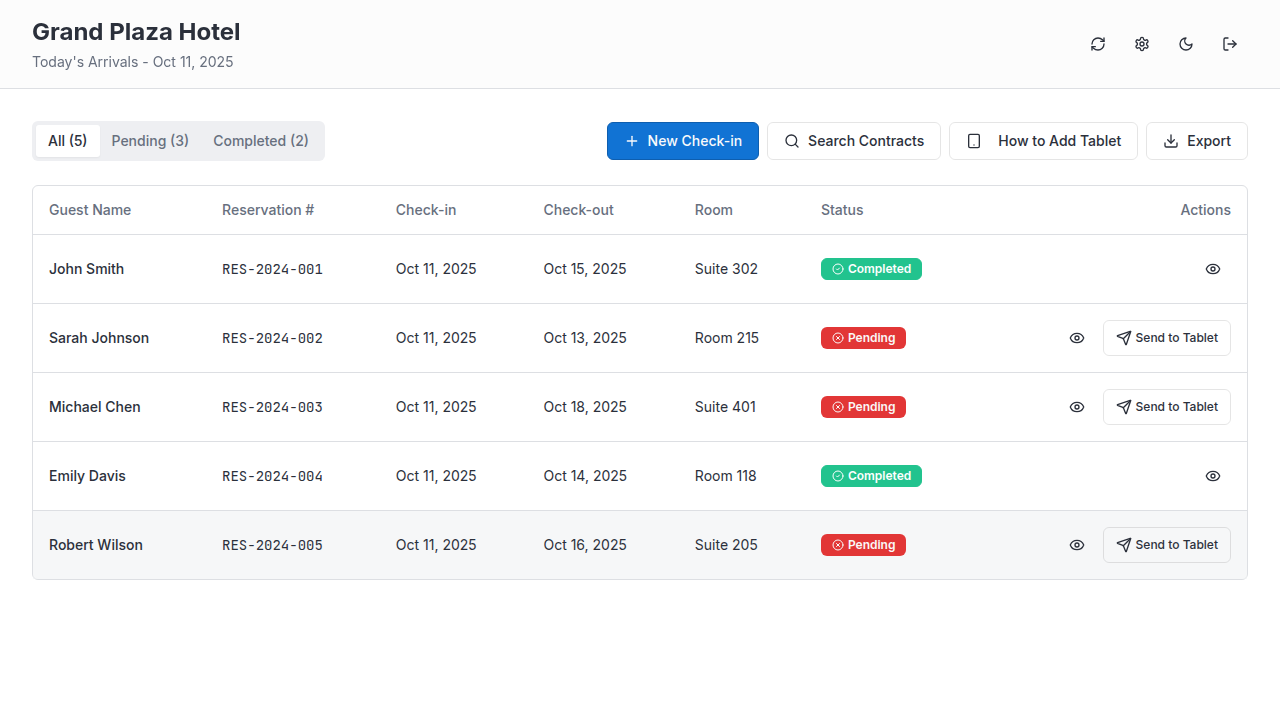 Grand Plaza Hotel
Today's Arrivals - Oct 11, 2025
All (5) Pending (3) Completed (2) New Check-in Search Contracts How to Add Tablet Export
Guest Name Reservation # Check-in Check-out Room Status Actions
John Smith RES-2024-001 Oct 11, 2025 Oct 15, 2025 Suite 302 Completed
Sarah Johnson RES-2024-002 Oct 11, 2025 Oct 13, 2025 Room 215 Pending Send to Tablet
Michael Chen RES-2024-003 Oct 11, 2025 Oct 18, 2025 Suite 401 Pending Send to Tablet
Emily Davis RES-2024-004 Oct 11, 2025 Oct 14, 2025 Room 118 Completed
Robert Wilson RES-2024-005 Oct 11, 2025 Oct 16, 2025 Suite 205 Pending Send to Tablet